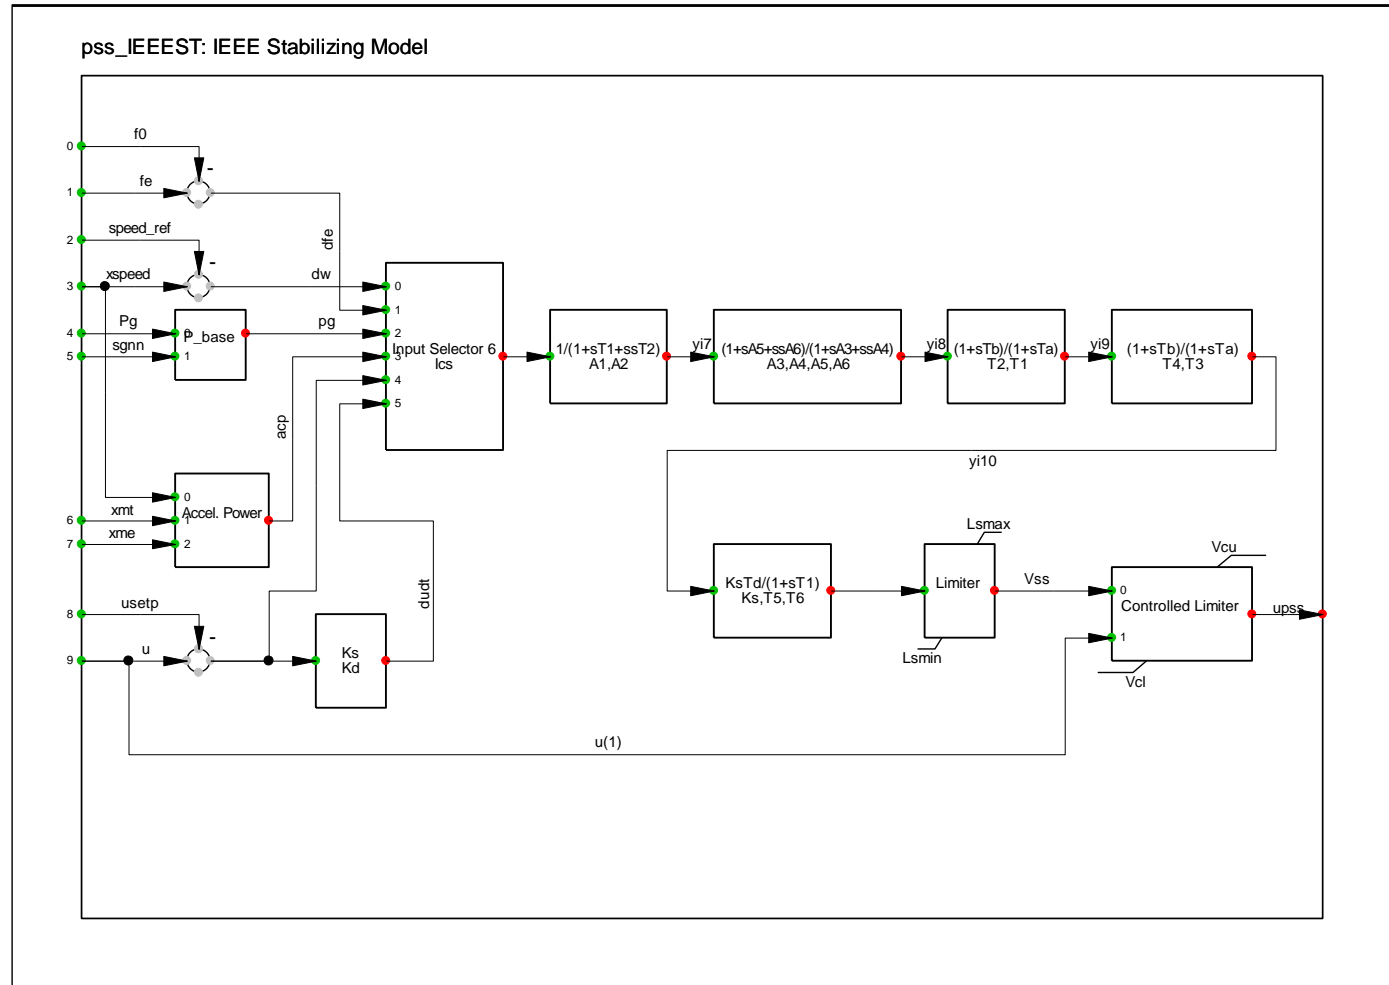 pss_IEEEST: IEEE Stabilizing Model
f0
0
-
fe
1
speed_ref
2
-
dfe
xspeed
3
dw
0
1
Pg
4
0
P_base
pg
2
sgnn
5
1
Input Selector 6
Ics
3
4
5
1/(1+sT1+ssT2)
A1,A2
yi7
(1+sA5+ssA6)/(1+sA3+ssA4)
A3,A4,A5,A6
yi8
(1+sTb)/(1+sTa)
T2,T1
yi9
(1+sTb)/(1+sTa)
T4,T3
acp
yi10
0
xmt
6
1
Accel. Power
xme
7
2
dudt
KsTd/(1+sT1)
Ks,T5,T6
Lsmax
Limiter
Lsmin
Vss
Vcu
0
Controlled Limiter
1
Vcl
upss
usetp
8
-
u
9
Ks
Kd
u(1)